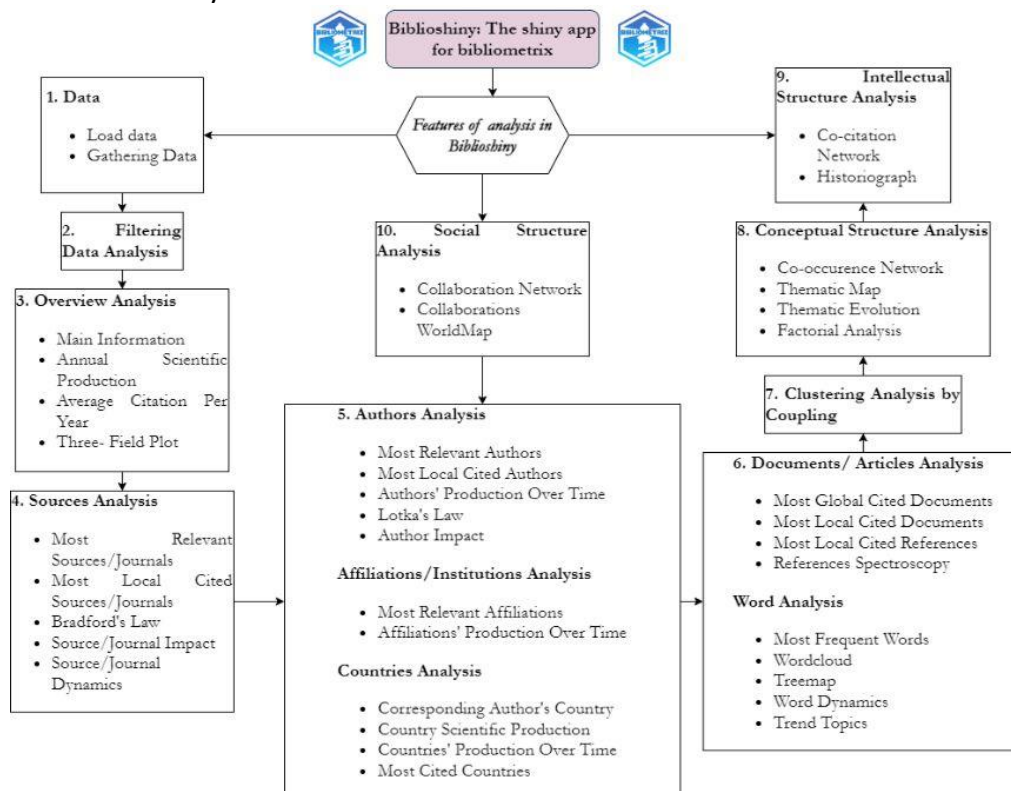 Biblioshiny: The shiny app
for bibliometrix
BIBLIOMETRIX
BIBLIOMETRIX
Features of analysis in
Biblioshiny
1. Data
• Load data
• Gathering Data
2. Filtering
Data Analysis
3. Overview Analysis
• Main Information
• Annual Scientific
Production
• Average Citation Per
Year
• Three- Field Plot
4. Sources Analysis
• Most Relevant
Sources/Journals
• Most Local Cited
Sources/Journals
• Bradford's Law
• Source/Journal Impact
• Source/Journal
Dynamics
10. Social Structure
Analysis
• Collaboration Network
• Collaborations
WorldMap
5. Authors Analysis
• Most Relevant Authors
• Most Local Cited Authors
• Authors' Production Over Time
• Lotka's Law
• Author Impact
Affiliations/Institutions Analysis
• Most Relevant Affiliations
• Affiliations' Production Over Time
Countries Analysis
• Corresponding Author's Country
• Country Scientific Production
• Countries' Production Over Time
• Most Cited Countries
9. Intellectual
Structure Analysis
• Co-citation
Network
• Historiograph
8. Conceptual Structure Analysis
• Co-occurence Network
• Thematic Map
• Thematic Evolution
• Factorial Analysis
7. Clustering Analysis by
Coupling
6. Documents/ Articles Analysis
• Most Global Cited Documents
• Most Local Cited Documents
• Most Local Cited References
• References Spectroscopy
Word Analysis
• Most Frequent Words
• Wordcloud
• Treemap
• Word Dynamics
• Trend Topics